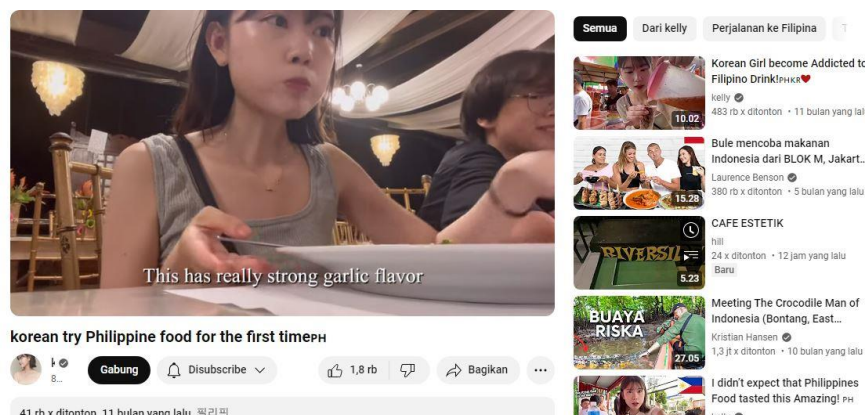 This has really strong garlic flavor
korean try Philippine food for the first timePH
Gabung
Disubscribe
1,8 rb
Bagikan
8...
41 rb x ditonton 11 bulan yang lalu 필리핀
Semua
Dari kelly
Perjalanan ke Filipina
Korean Girl become Addicted to
Filipino Drink!PHKR❤
kelly
483 rb x ditonton • 11 bulan yang lal
10.02
Bule mencoba makanan
Indonesia dari BLOK M, Jakart...
Laurence Benson
380 rb x ditonton • 5 bulan yang lalu
15.28
CAFE ESTETIK
hill
24 x ditonton • 12 jam yang lalu
Baru
RIVERSI
5.23
Meeting The Crocodile Man of
Indonesia (Bontang, East...
Kristian Hansen
1,3 jt x ditonton • 10 bulan yang lalu
BUAYA
RISKA
27.05
I didn't expect that Philippines
Food tasted this Amazing! PH